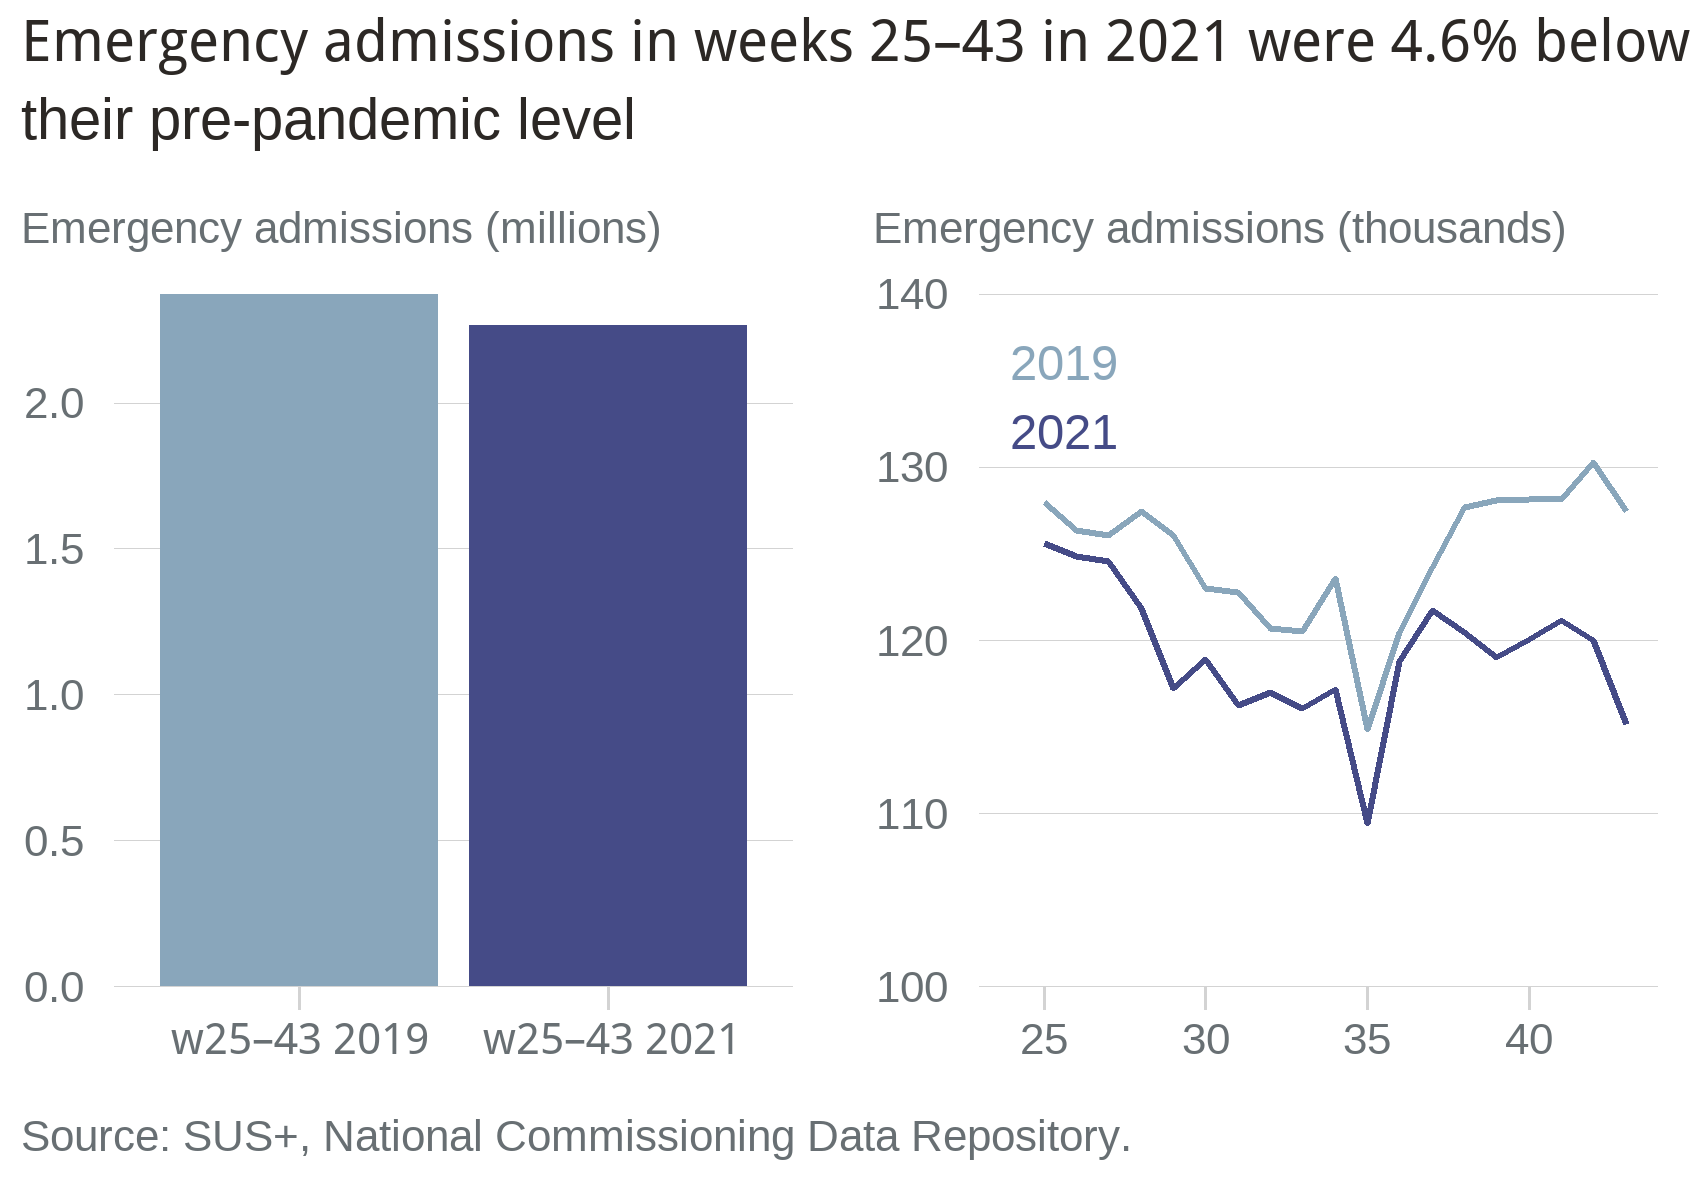 Emergency admissions in weeks 25–43 in 2021 were 4.6% below
their pre-pandemic level
Emergency admissions (millions)
2.0
1.5
1.0
0.5
0.0
w25–43 2019
w25–43 2021
Emergency admissions (thousands)
140
130
120
110
100
2019
2021
25
30
35
40
Source: SUS+, National Commissioning Data Repository.